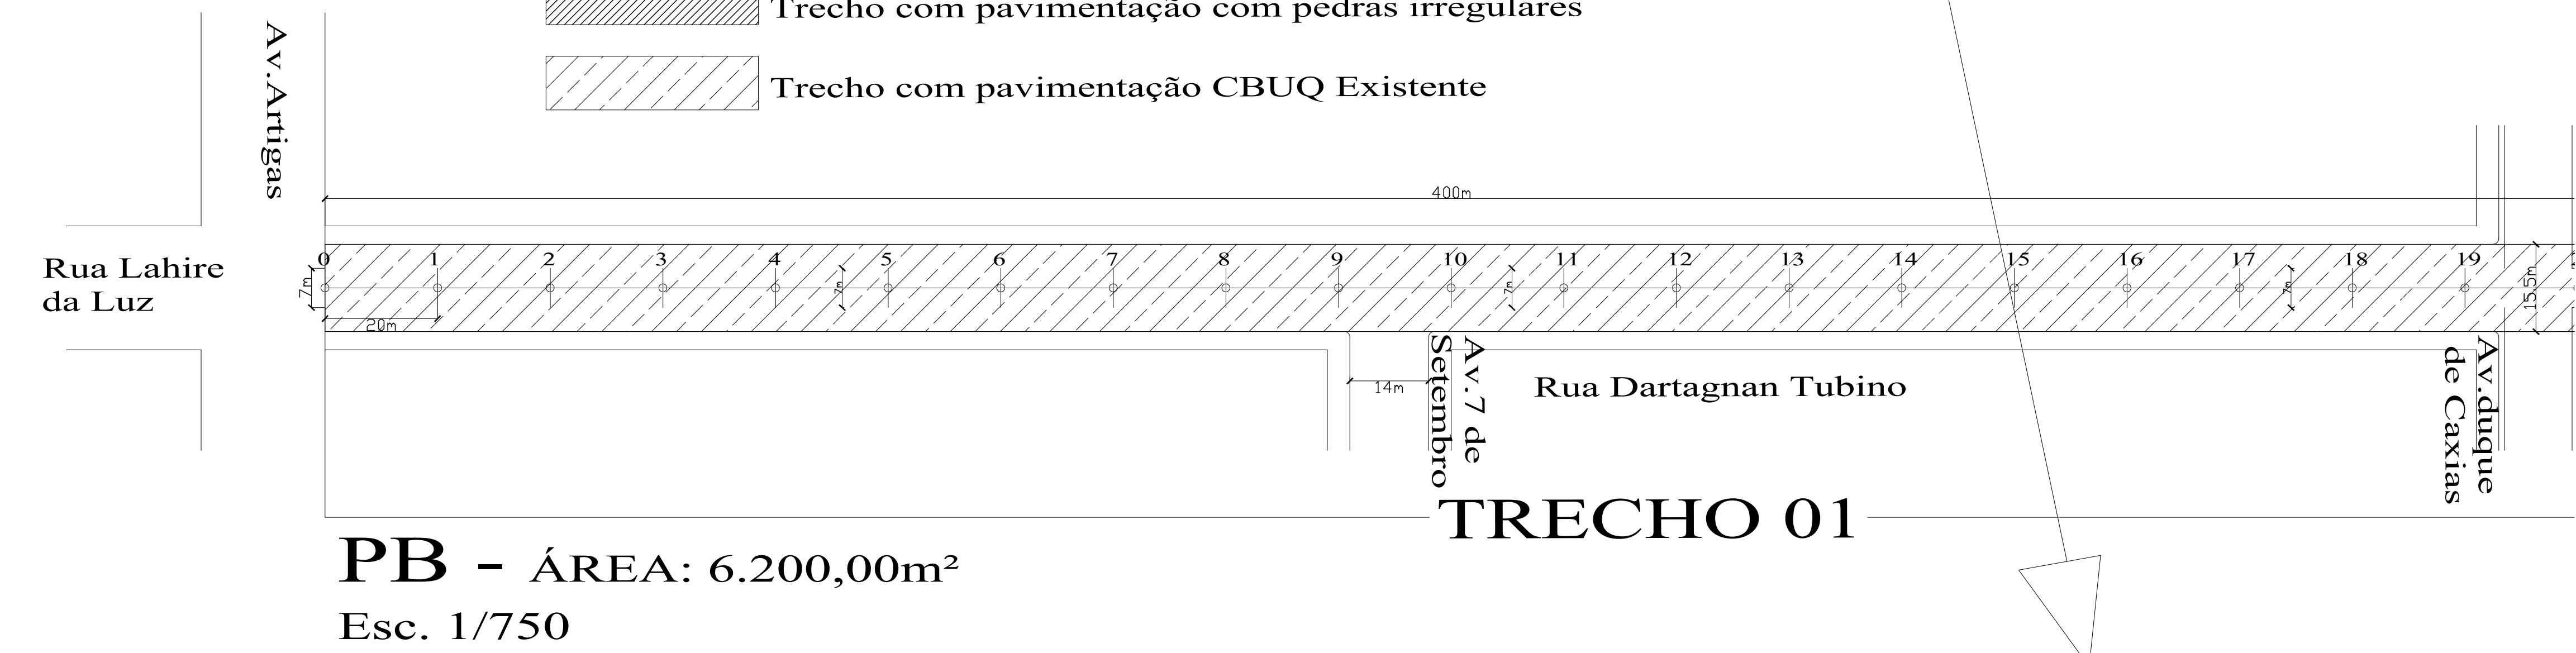 Trecho com pavimentação com pedras irregulares
Trecho com pavimentação CBUQ Existente
Av.Artigas
400m
Rua Lahire
da Luz
0 1 2 3 4 5 6 7 8 9 10 11 12 13 14 15 16 17 18 19
7m
7m
7m
7m
15.5m
20m
14m
Av.7 de
Setembro
Rua Dartagnan Tubino
Av.duque
de Caxias
TRECHO 01
PB - ÁREA: 6.200,00m²
Esc. 1/750